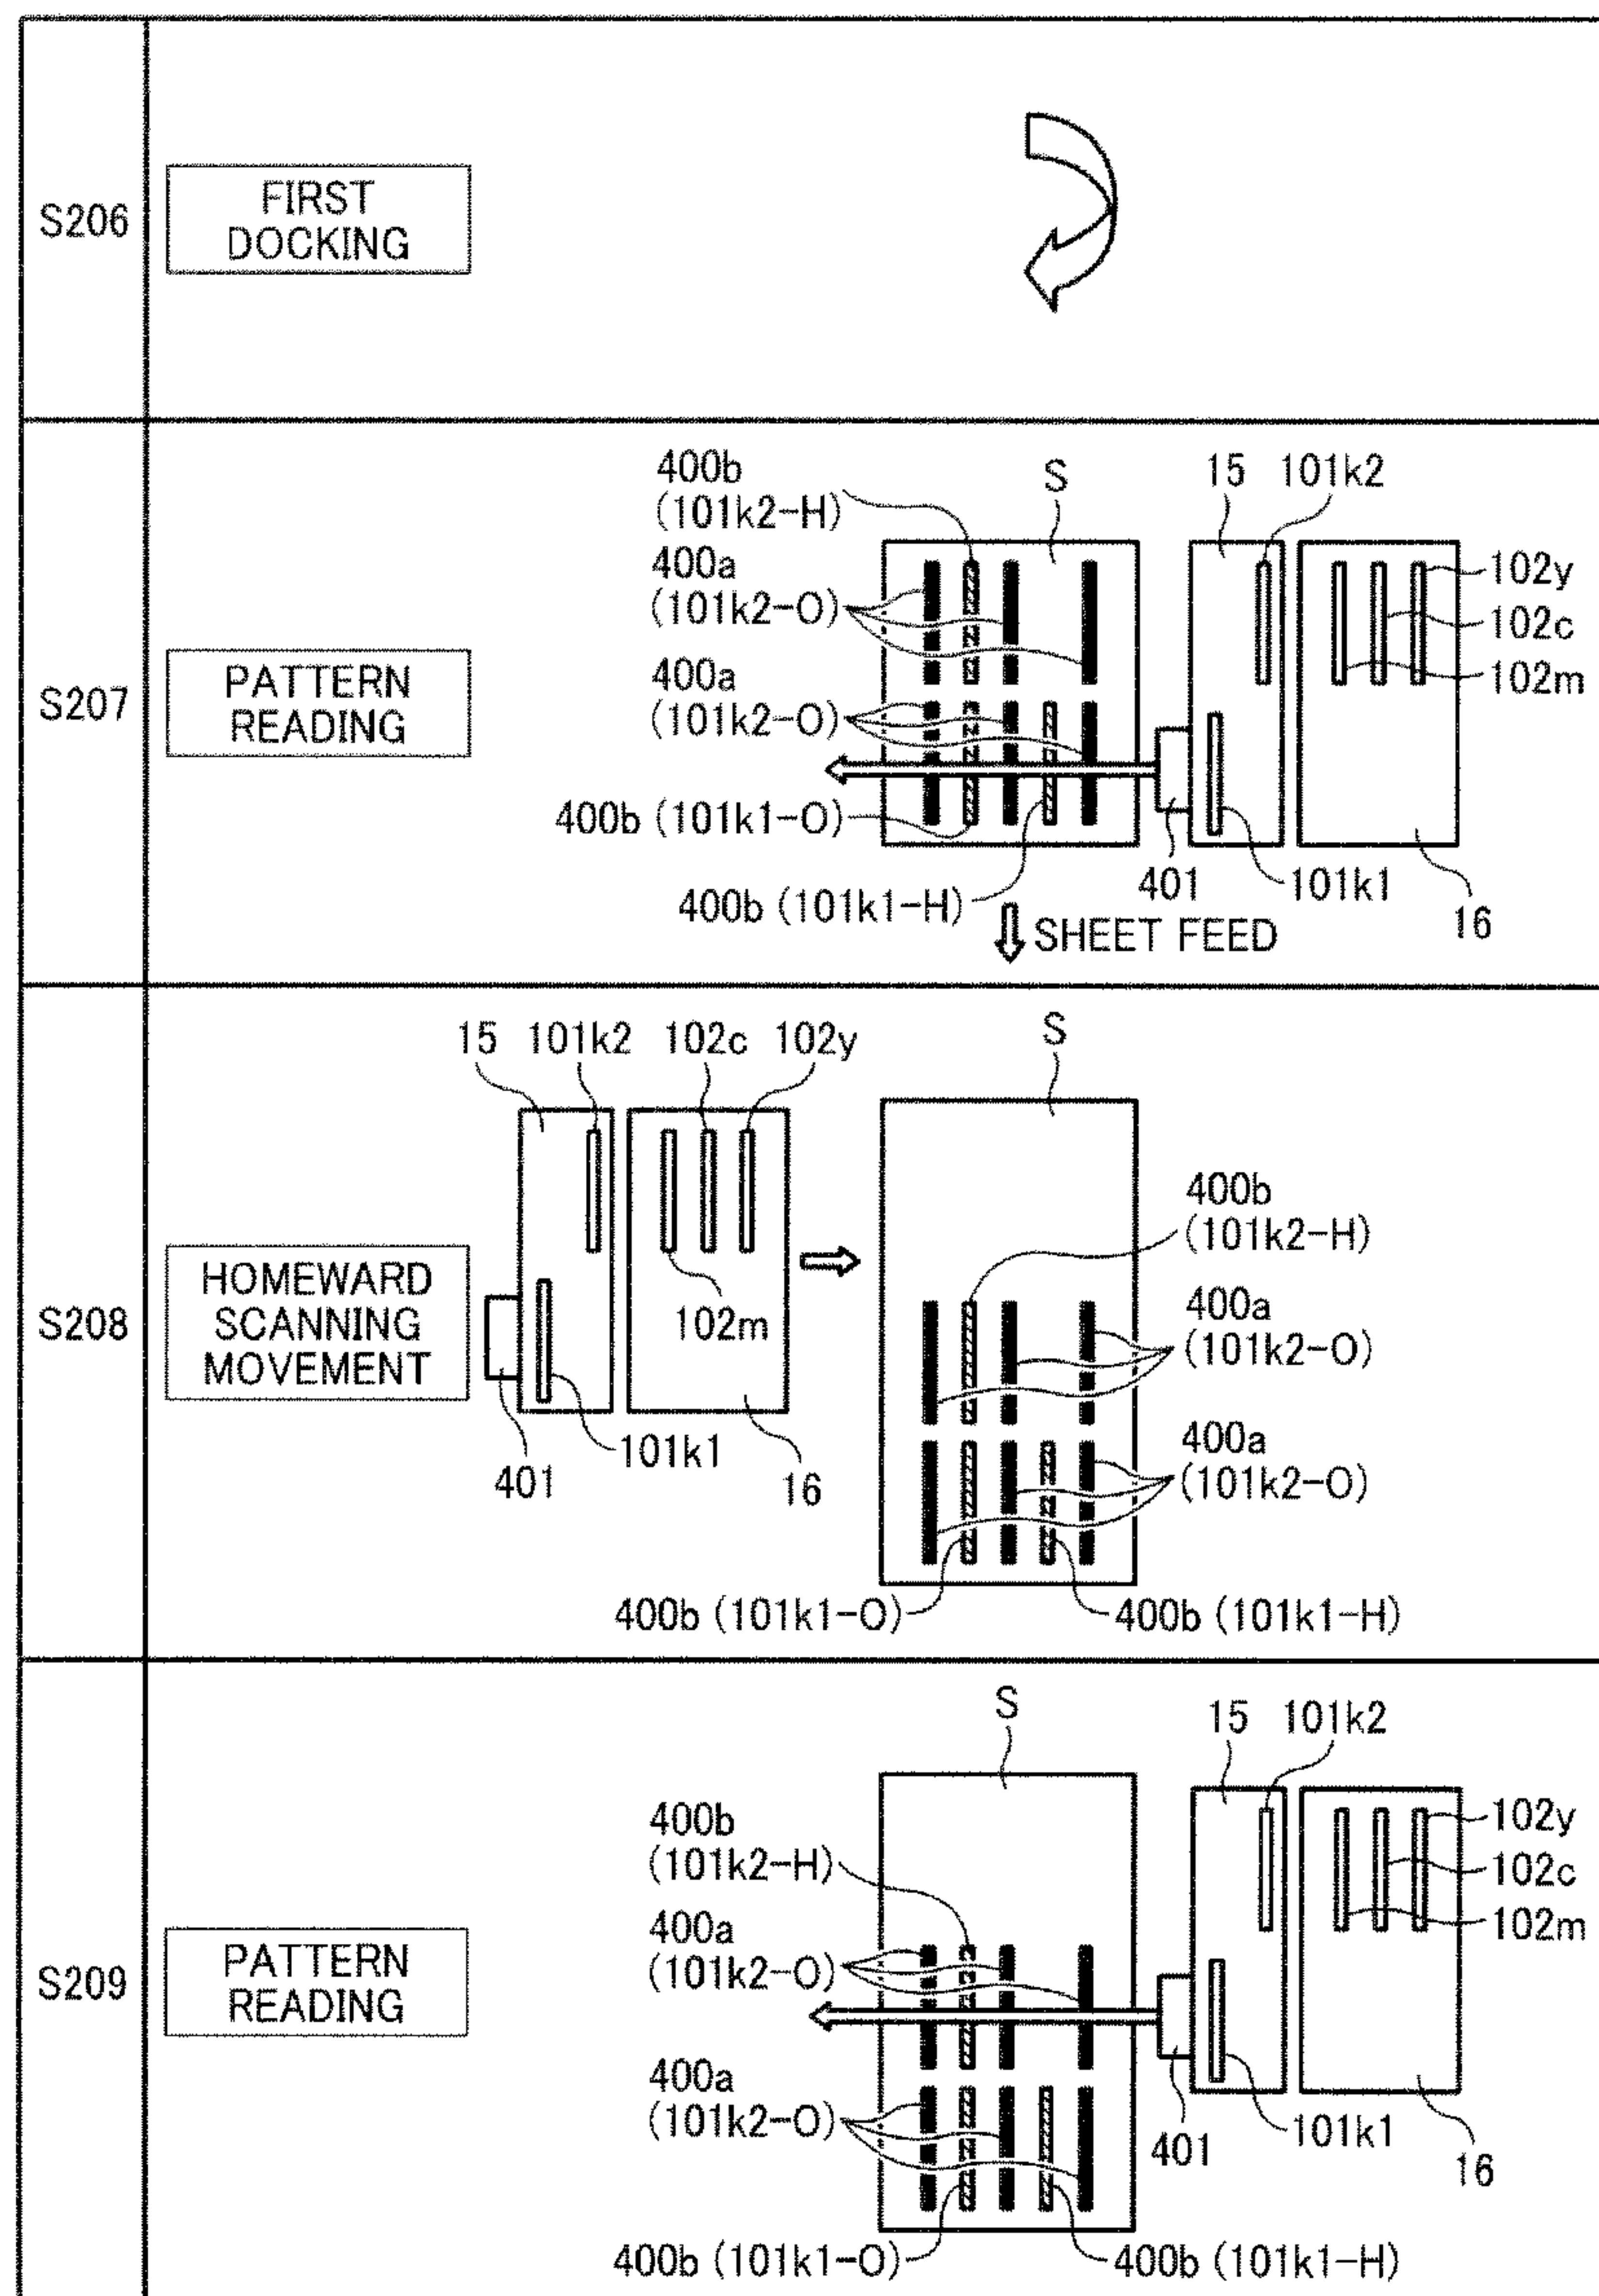 S206
FIRST
DOCKING
S207
PATTERN
READING
400b
(101k2-H)
S
15
101k2
400a
(101k2-O)
102y
102c
400a
(101k2-O)
102m
400b (101k1-O)
401
101k1
400b (101k1-H)
16
SHEET FEED
S208
HOMEWARD
SCANNING
MOVEMENT
15
101k2
102c
102y
S
400b
(101k2-H)
102m
400a
(101k2-O)
101k1
401
16
400a
(101k2-O)
400b (101k1-O)
400b (101k1-H)
S209
PATTERN
READING
S
15
101k2
400b
(101k2-H)
102y
102c
102m
400a
(101k2-O)
400a
(101k2-O)
401
101k1
16
400b (101k1-O)
400b (101k1-H)